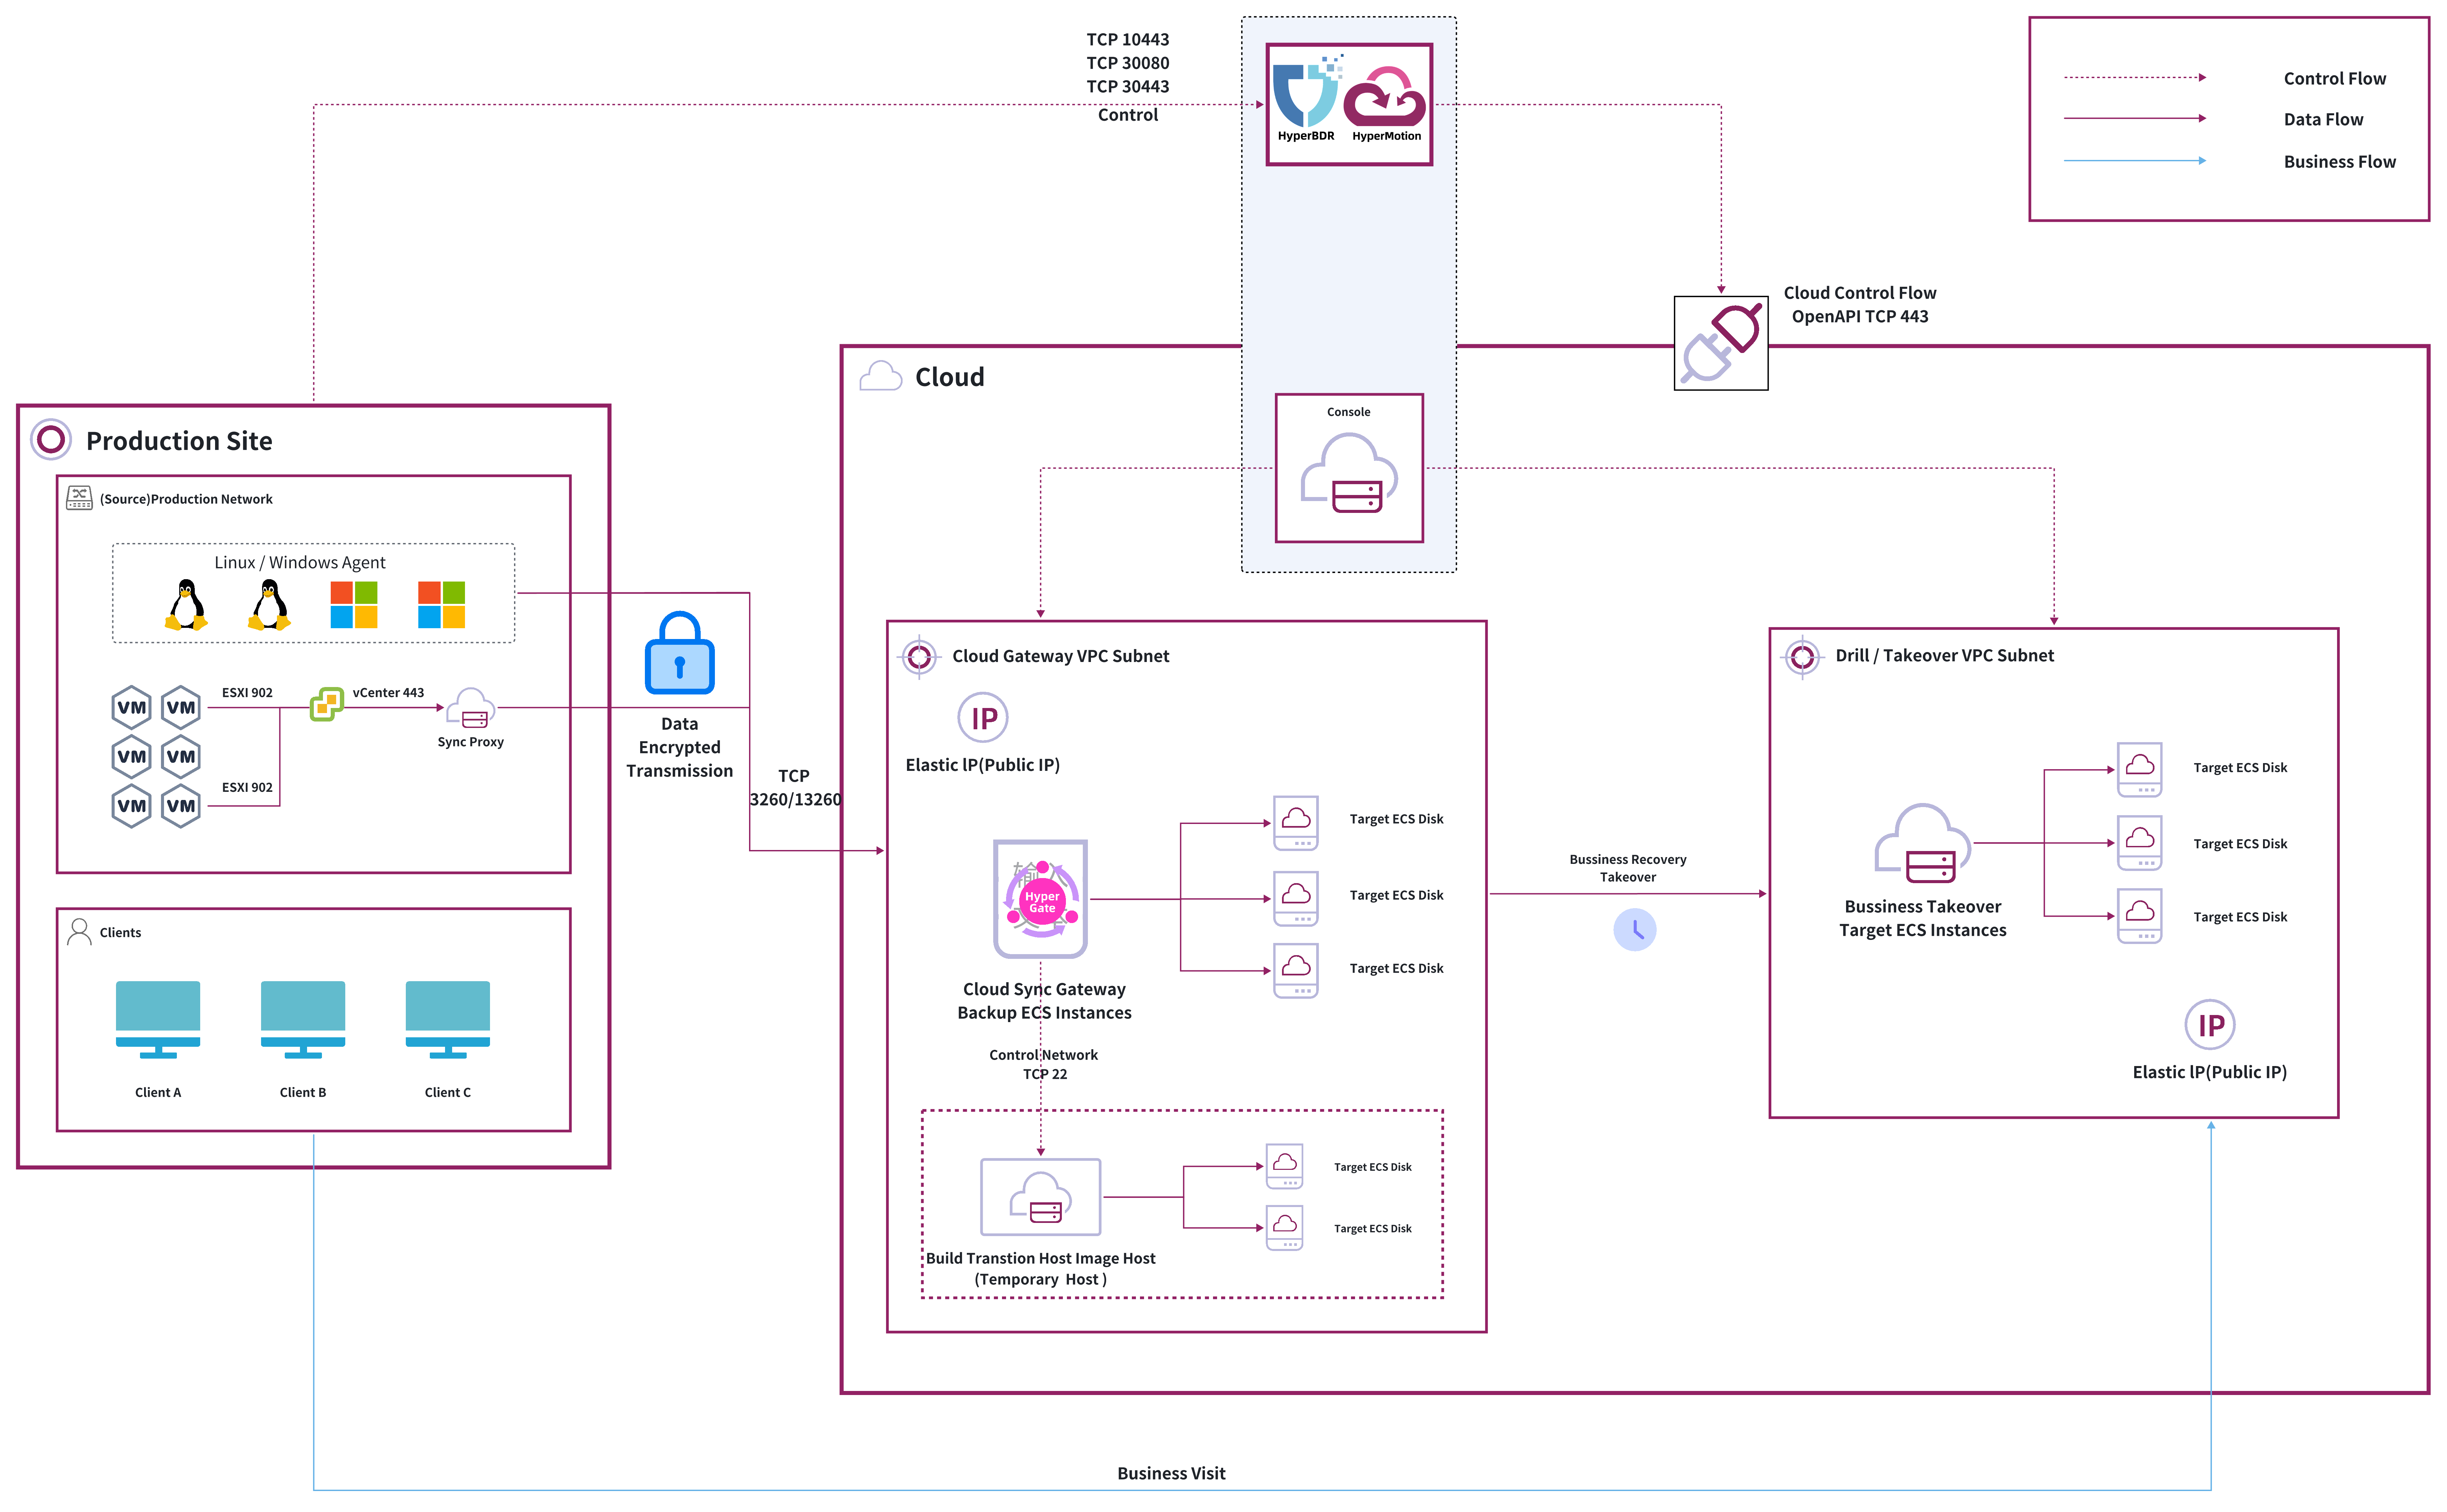 TCP 10443
TCP 30080
TCP 30443
Control
HyperBDR
HyperMotion
Control Flow
Data Flow
Business Flow
Cloud Control Flow
OpenAPI TCP 443
Cloud
Console
Production Site
(Source)Production Network
Linux / Windows Agent
VM
VM
ESXI 902
vCenter 443
Sync Proxy
VM
VM
ESXI 902
VM
VM
Data
Encrypted
Transmission
TCP
3260/13260
Clients
Client A
Client B
Client C
Cloud Gateway VPC Subnet
IP
Elastic IP(Public IP)
输入
Hyper
Gate
Target ECS Disk
Target ECS Disk
Target ECS Disk
Cloud Sync Gateway
Backup ECS Instances
Control Network
TCP 22
Target ECS Disk
Target ECS Disk
Build Transtion Host Image Host
(Temporary Host )
Bussiness Recovery
Takeover
Drill / Takeover VPC Subnet
Target ECS Disk
Target ECS Disk
Target ECS Disk
Bussiness Takeover
Target ECS Instances
IP
Elastic IP(Public IP)
Business Visit